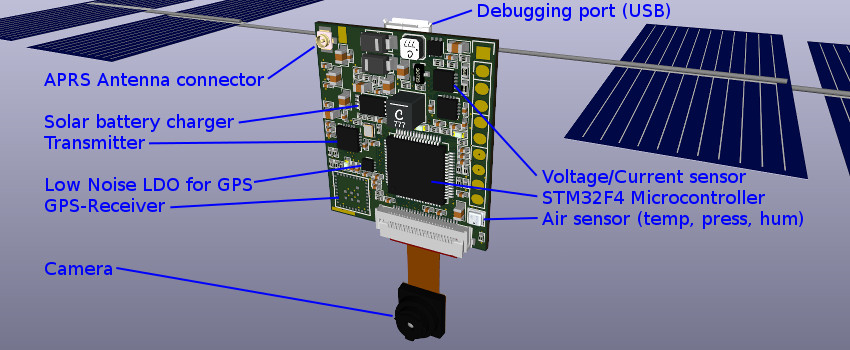 Debugging port (USB)
APRS Antenna connector
Solar battery charger
Transmitter
Low Noise LDO for GPS
GPS-Receiver
Camera
Voltage/Current sensor
STM32F4 Microcontroller
Air sensor (temp, press, hum)
C
777